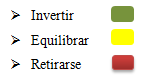 ➢ Invertir
➢ Equilibrar
➢ Retirarse